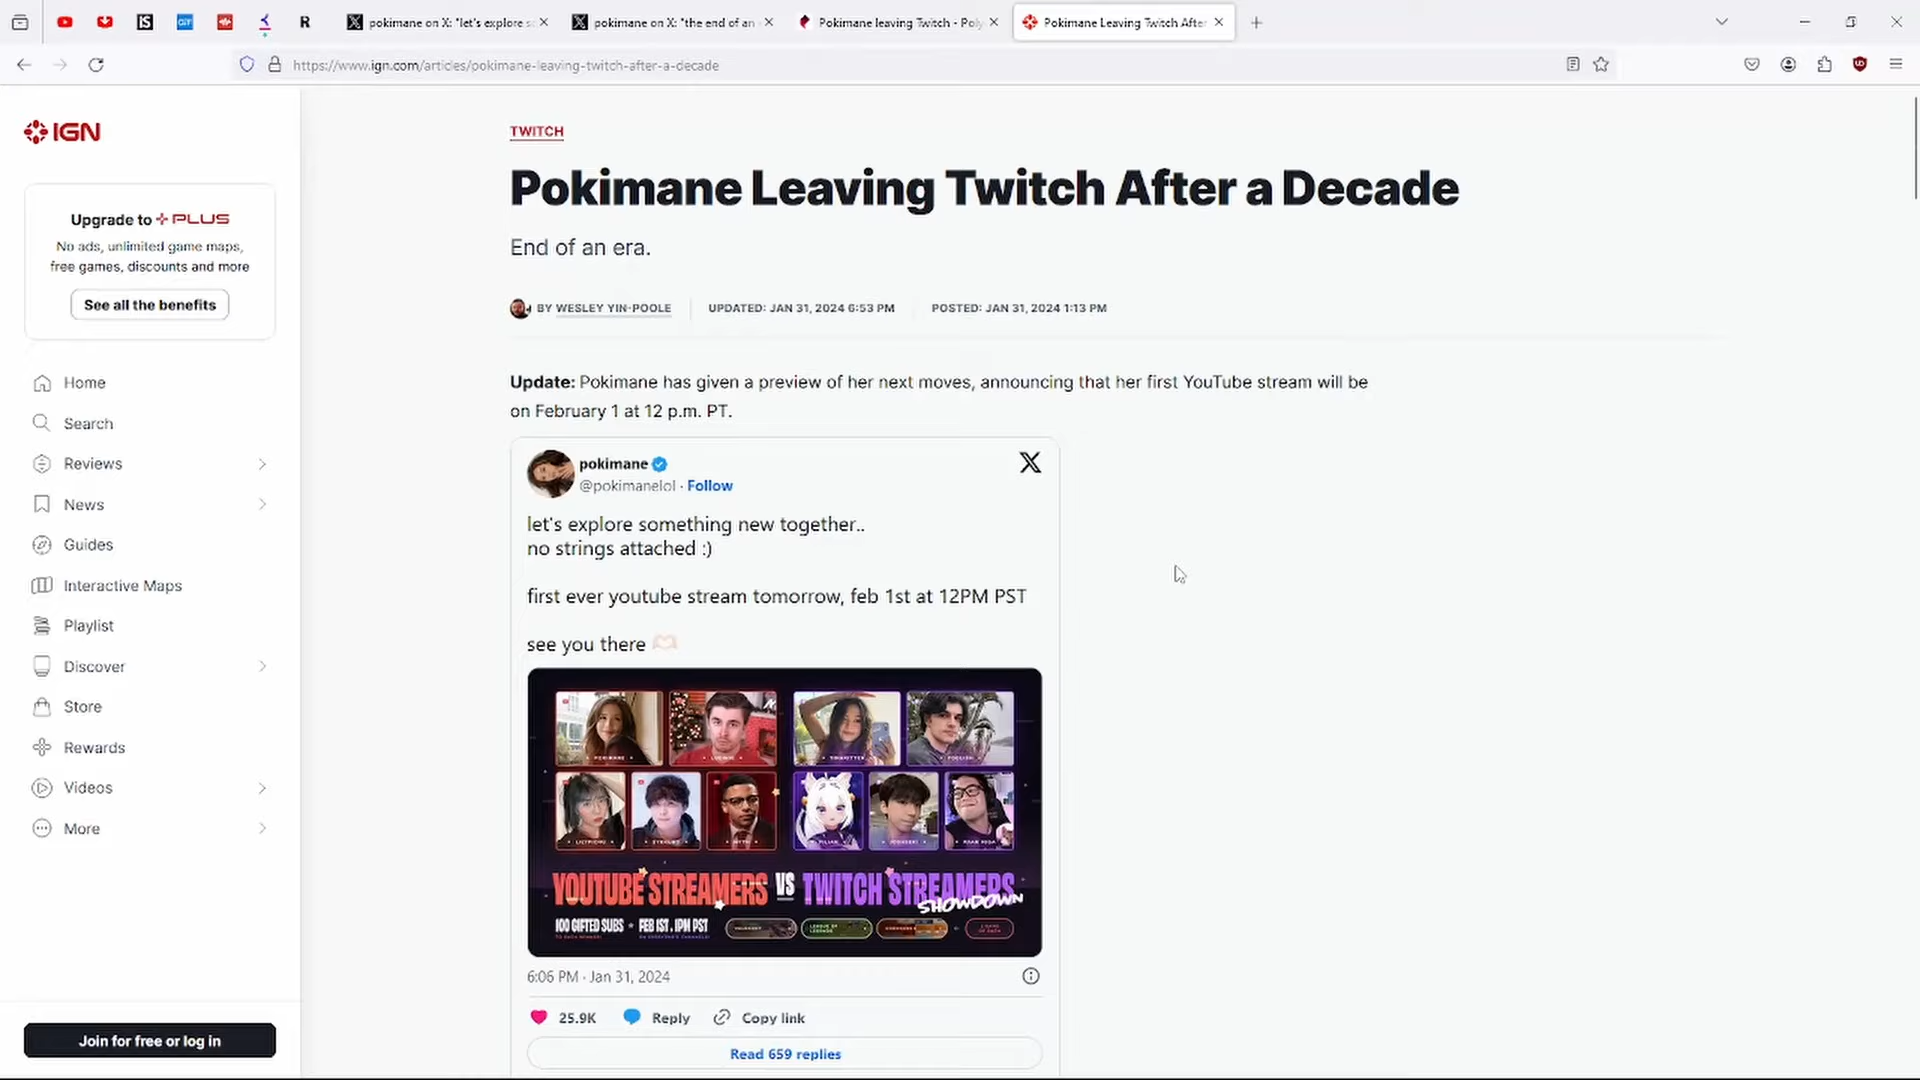 pokimane on X: "let's explore s
pokimane on X: "the end of an
Pokimane leaving Twitch - Poly
Pokimane Leaving Twitch After
https://www.ign.com/articles/pokimane-leaving-twitch-after-a-decade
IGN
Upgrade to PLUS
No ads, unlimited game maps,
free games, discounts and more
See all the benefits
Home
Search
Reviews
News
Guides
Interactive Maps
Playlist
Discover
Store
Rewards
Videos
More
Join for free or log in
TWITCH
Pokimane Leaving Twitch After a Decade
End of an era.
BY WESLEY YIN-POOLE
UPDATED: JAN 31, 2024 6:53 PM
POSTED: JAN 31, 2024 1:13 PM
Update: Pokimane has given a preview of her next moves, announcing that her first YouTube stream will be
on February 1 at 12 p.m. PT.
pokimane
@pokimanelol · Follow
X
let's explore something new together..
no strings attached :)
first ever youtube stream tomorrow, feb 1st at 12PM PST
see you there
YOUTUBE STREAMERS VS TWITCH STREAMERS
SHOWDOWN
100 GIFTED SUBS • FEB 1ST, 1PM PST
6:06 PM · Jan 31, 2024
25.9K
Reply
Copy link
Read 659 replies